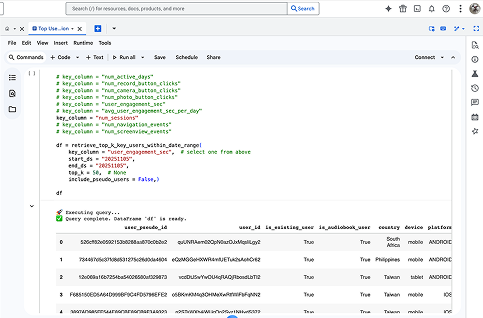 Search (/) for resources, docs, products, and more
Search
Top Use...ion
File Edit View Insert Runtime Tools
Commands + Code + Text Run all Save Schedule Share Connect
# key_column = "num_active_days"
# key_column = "num_record_button_clicks"
# key_column = "num_camera_button_clicks"
# key_column = "num_photo_button_clicks"
# key_column = "user_engagement_sec"
# key_column = "avg_user_engagement_sec_per_day"
key_column = "num_sessions"
# key_column = "num_navigation_events"
# key_column = "num_screenview_events"
df = retrieve_top_k_key_users_within_date_range(
key_column = "user_engagement_sec", # select one from above
start_ds = "20251105",
end_ds = "20251105",
top_k = 50, # None
include_pseudo_users = False,)
df
Executing query...
Query complete. DataFrame 'df' is ready.
user_pseudo_id user_id is_existing_user is_audiobook_user country device platform
0 True True South Africa mobile ANDROID
1 True True Philippines mobile ANDROID
2 True True Taiwan tablet ANDROID
3 True True Taiwan mobile IOS
4 True True Taiwan mobile IOS